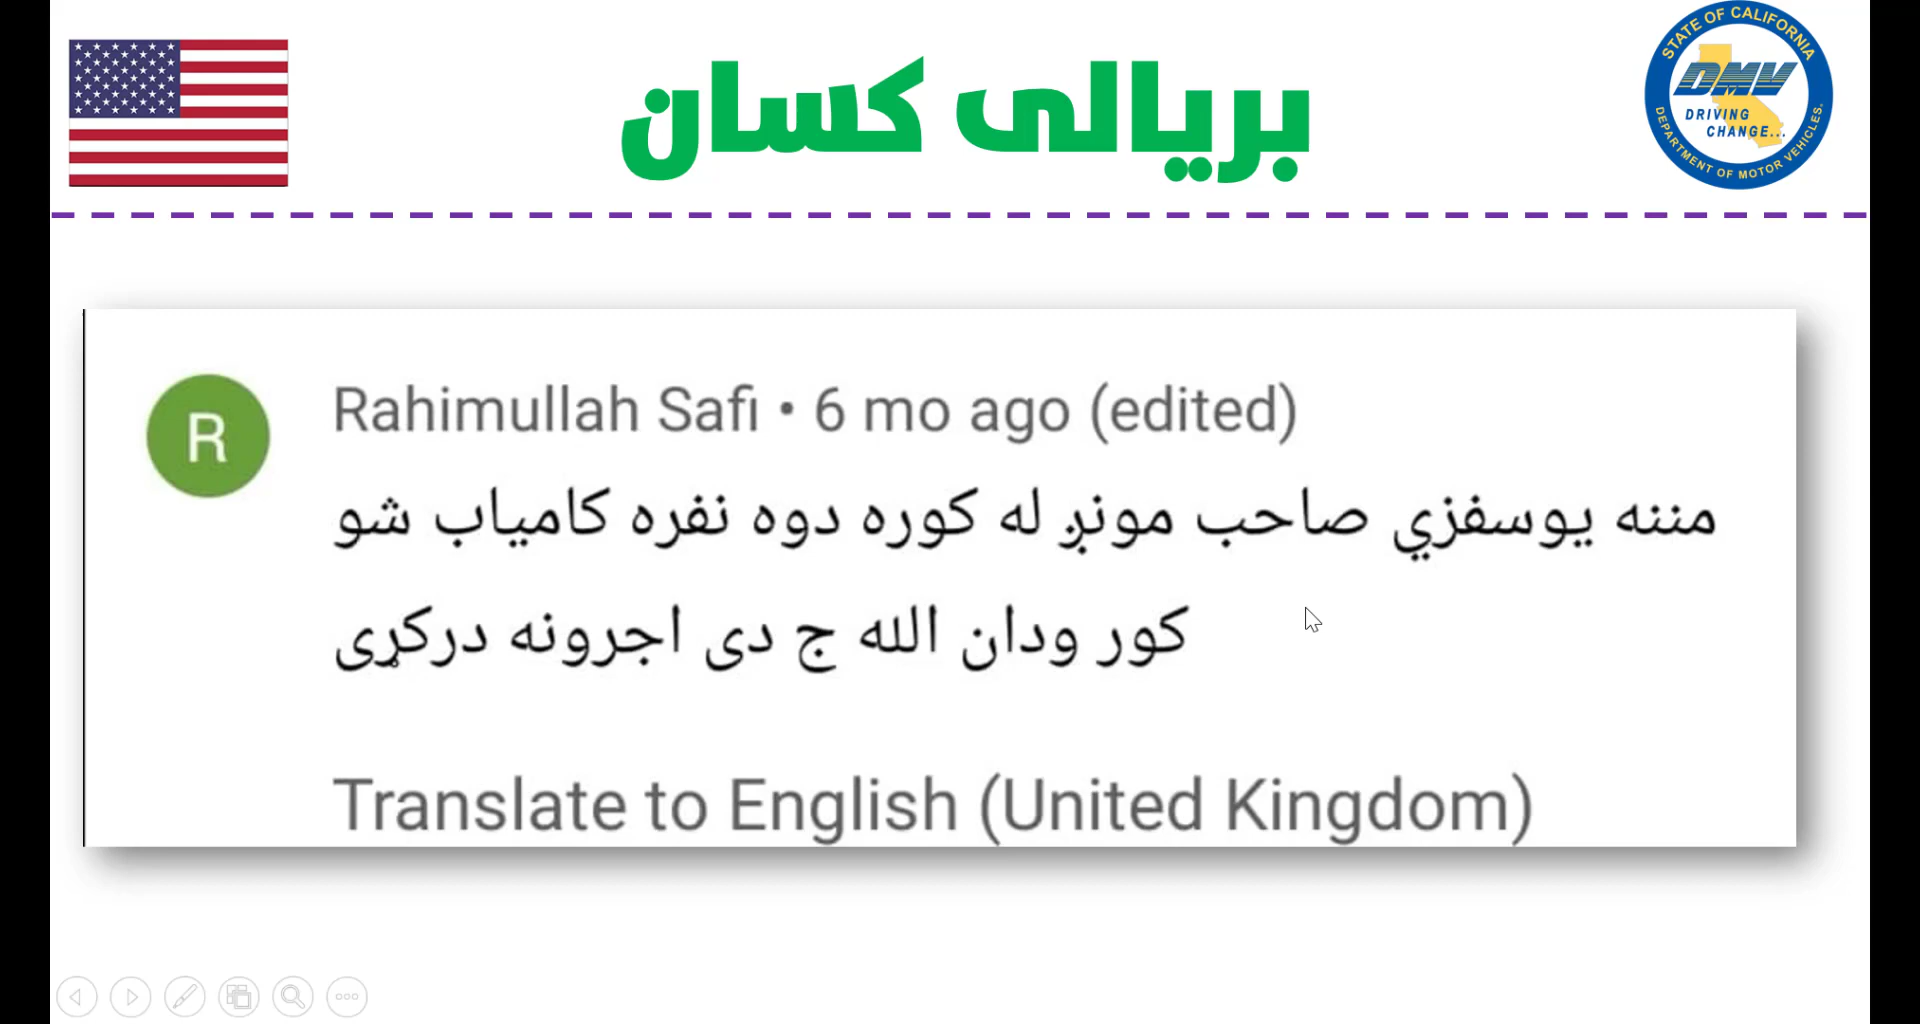 بریالی کسان
STATE OF CALIFORNIA
DMV
DRIVING
CHANGE...
DEPARTMENT OF MOTOR VEHICLES.
R
Rahimullah Safi • 6 mo ago (edited)
مننه یوسفزي صاحب مونږ له کوره دوه نفره کامیاب شو
کور ودان الله ج دی اجرونه درکړی
Translate to English (United Kingdom)